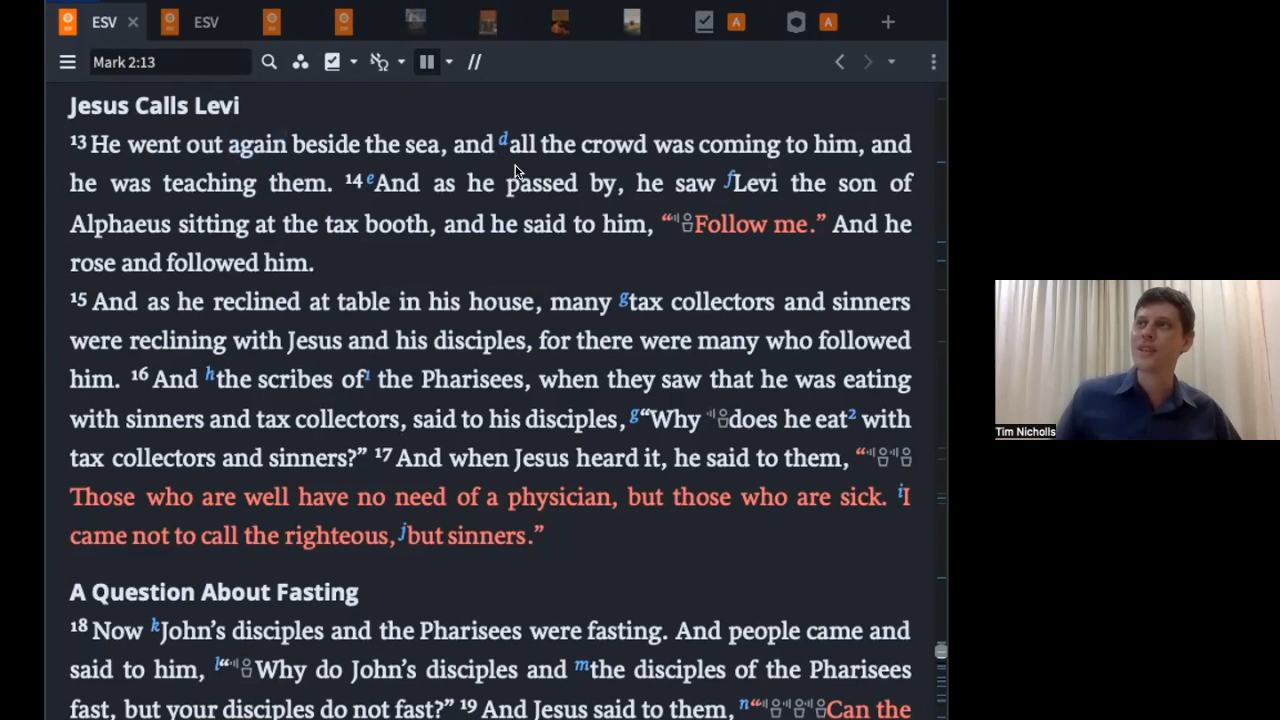 ESV
ESV
A
A
Mark 2:13
Jesus Calls Levi
13 He went out again beside the sea, and d all the crowd was coming to him, and
he was teaching them. 14 e And as he passed by, he saw f Levi the son of
Alphaeus sitting at the tax booth, and he said to him, “Follow me.” And he
rose and followed him.
15 And as he reclined at table in his house, many g tax collectors and sinners
were reclining with Jesus and his disciples, for there were many who followed
him. 16 And h the scribes of 1 the Pharisees, when they saw that he was eating
with sinners and tax collectors, said to his disciples, g “Why does he eat 2 with
tax collectors and sinners?” 17 And when Jesus heard it, he said to them, “
Those who are well have no need of a physician, but those who are sick. i I
came not to call the righteous, j but sinners.”
A Question About Fasting
18 Now k John’s disciples and the Pharisees were fasting. And people came and
said to him, l “Why do John’s disciples and m the disciples of the Pharisees
fast, but your disciples do not fast?” 19 And Jesus said to them, n “Can the
Tim Nicholls